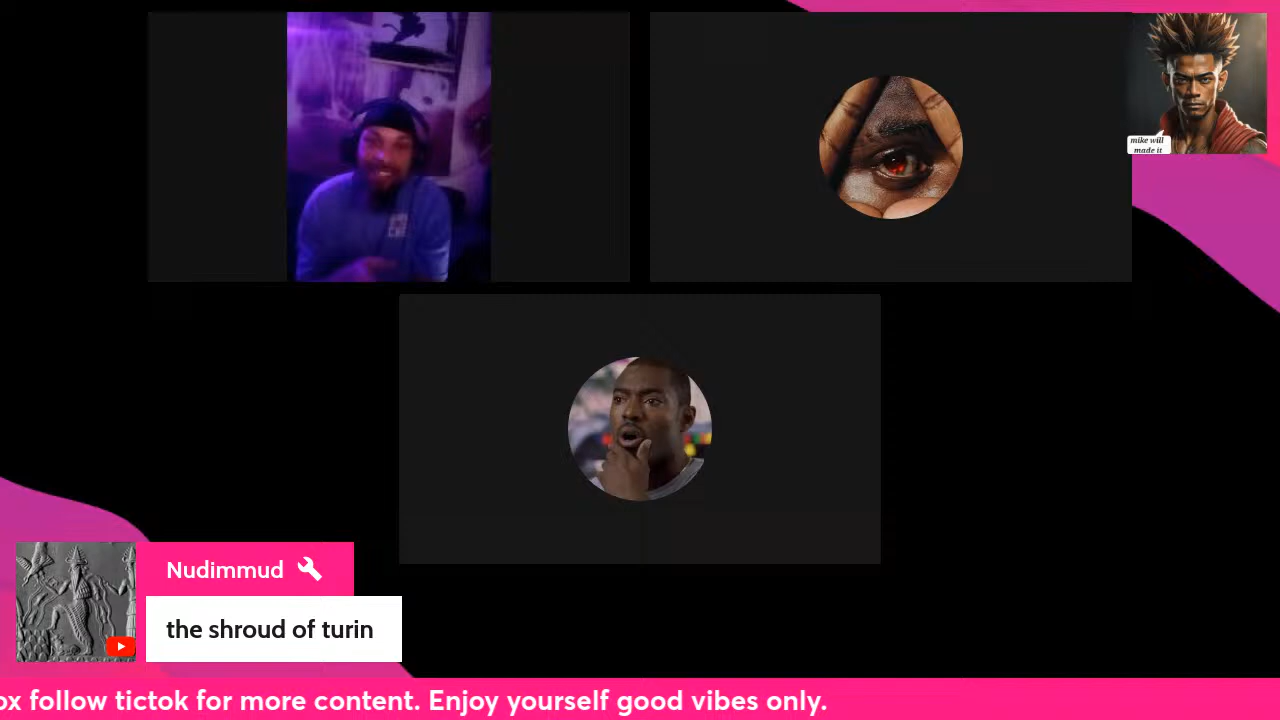 mike will
made it
Nudimmud
the shroud of turin
ox follow tictok for more content. Enjoy yourself good vibes only.